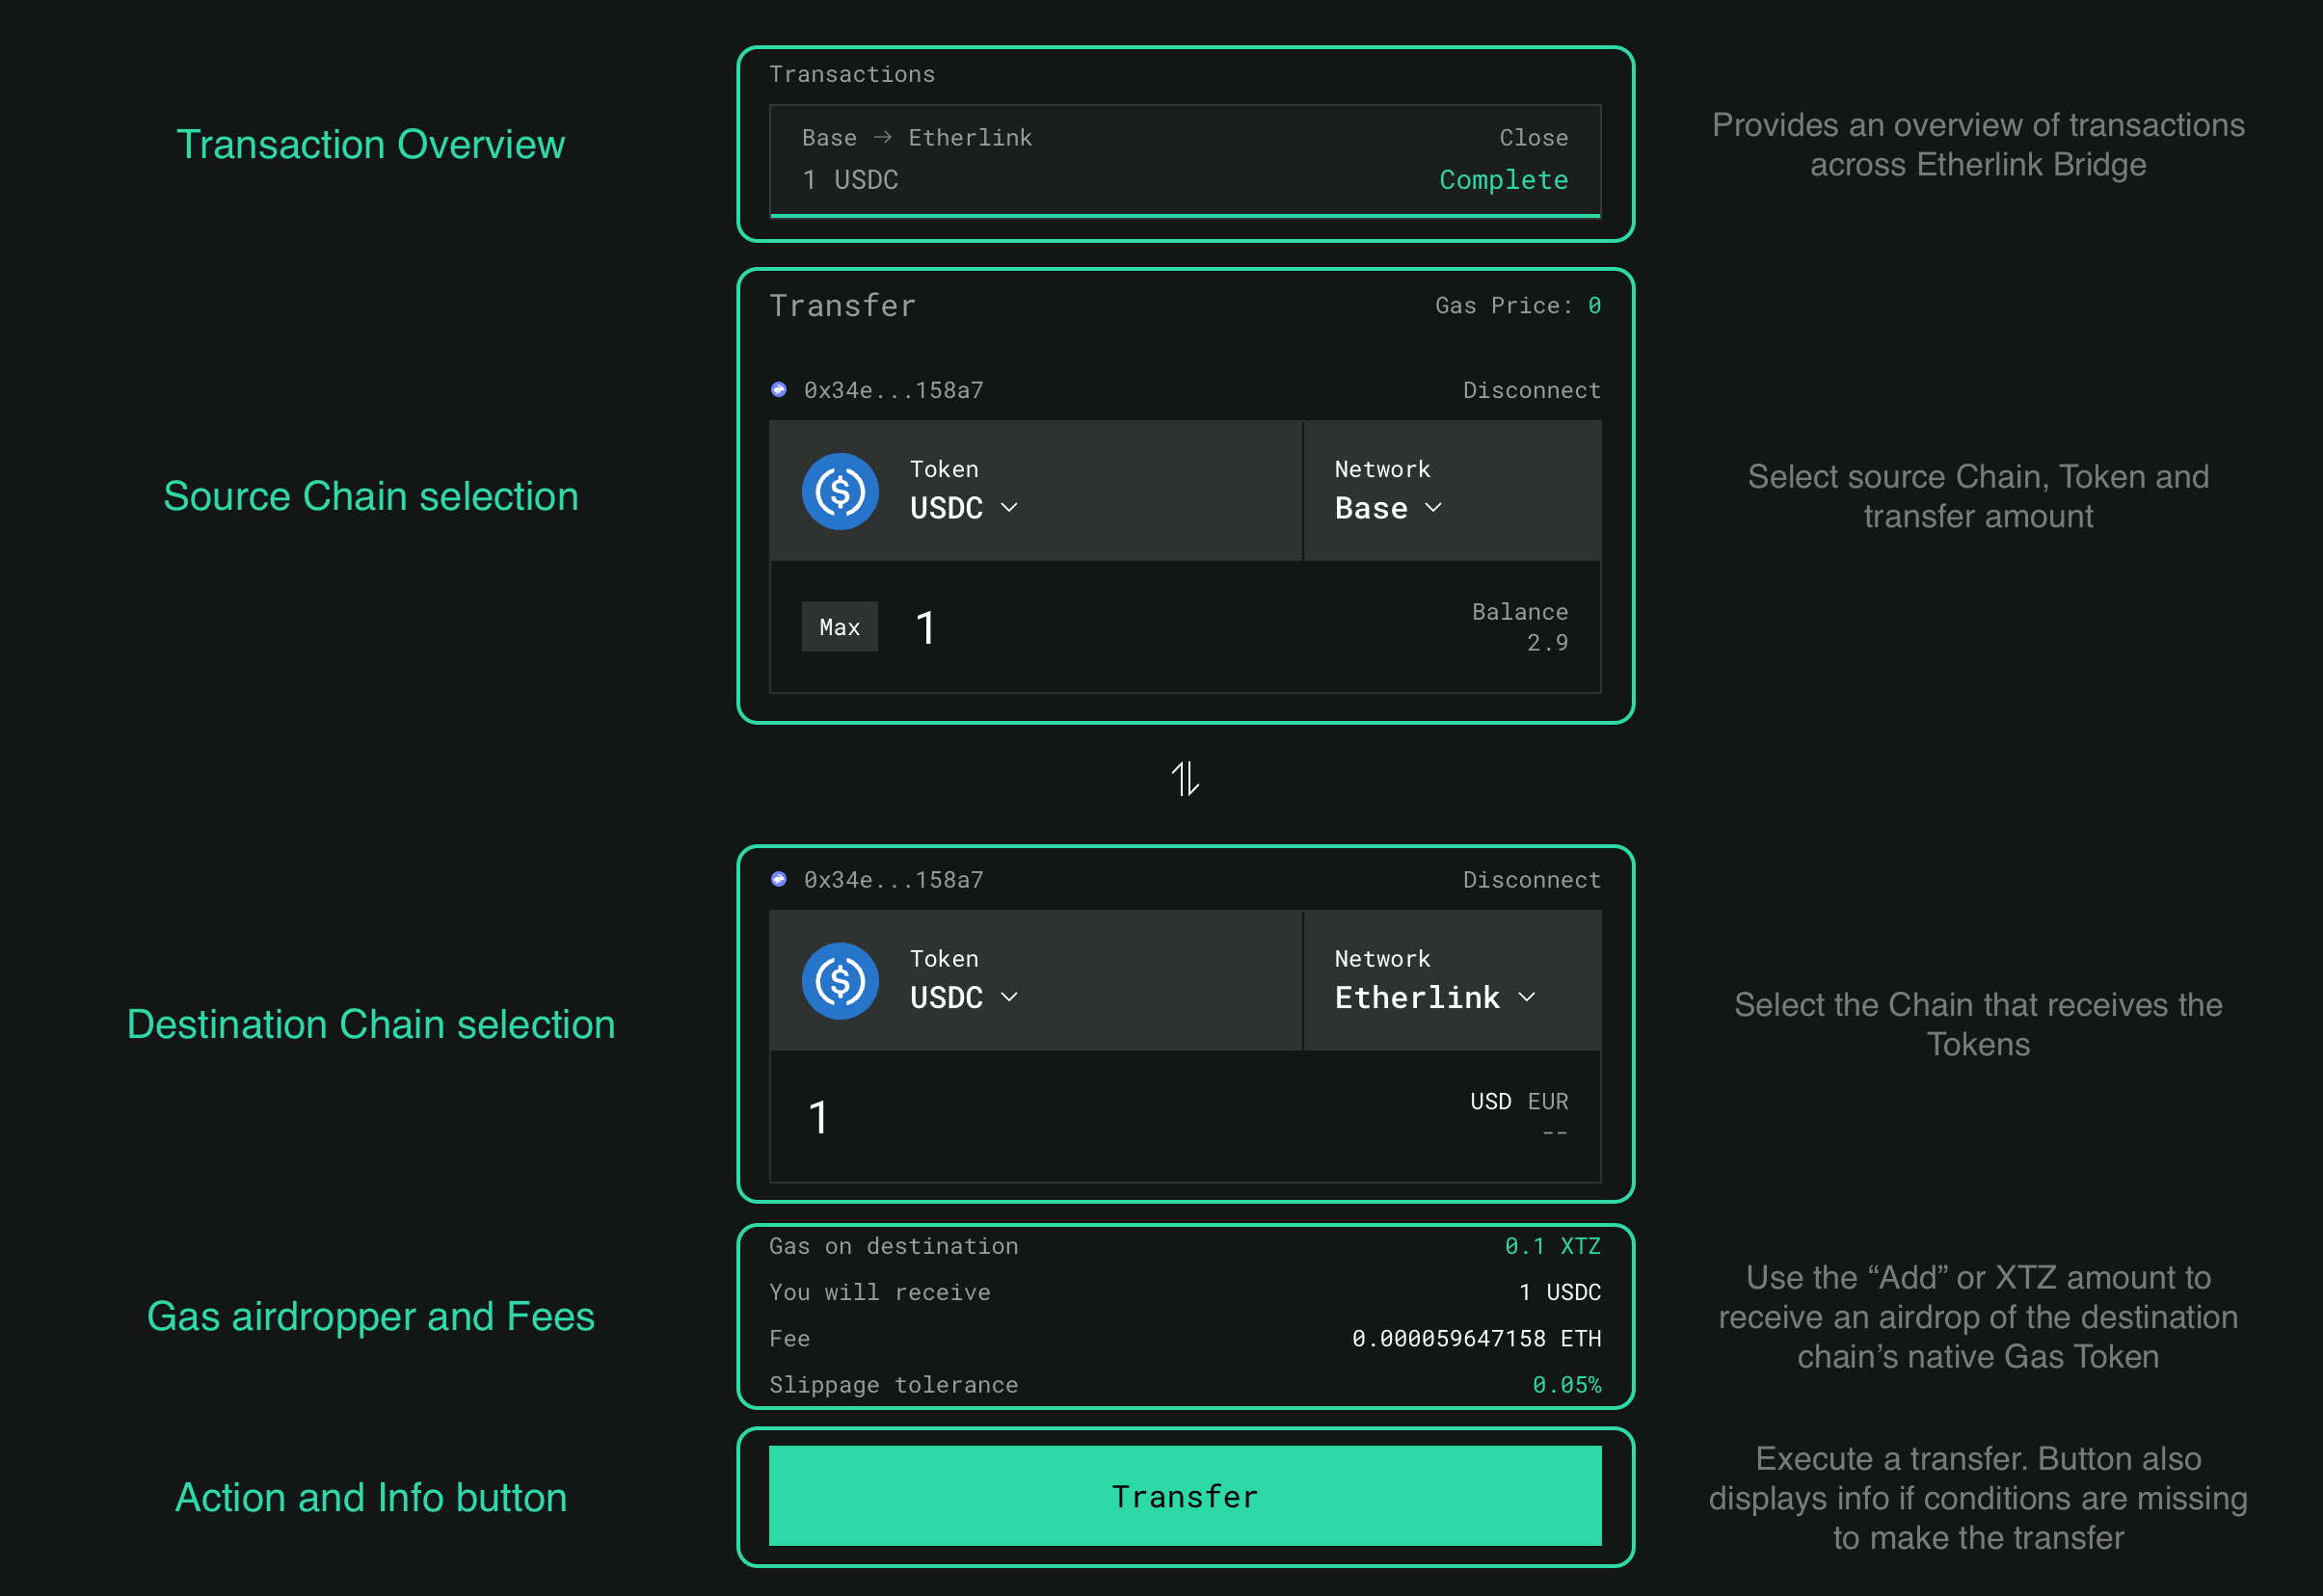 Transaction Overview
Transactions
Base → Etherlink Close
1 USDC Complete
Provides an overview of transactions
across Etherlink Bridge
Source Chain selection
Transfer Gas Price: 0
0x34e...158a7 Disconnect
Token Network
USDC Base
Max 1 Balance
2.9
Select source Chain, Token and
transfer amount
Destination Chain selection
0x34e...158a7 Disconnect
Token Network
USDC Etherlink
1 USD EUR
--
Select the Chain that receives the
Tokens
Gas airdropper and Fees
Gas on destination 0.1 XTZ
You will receive 1 USDC
Fee 0.000059647158 ETH
Slippage tolerance 0.05%
Use the “Add” or XTZ amount to
receive an airdrop of the destination
chain’s native Gas Token
Action and Info button
Transfer
Execute a transfer. Button also
displays info if conditions are missing
to make the transfer